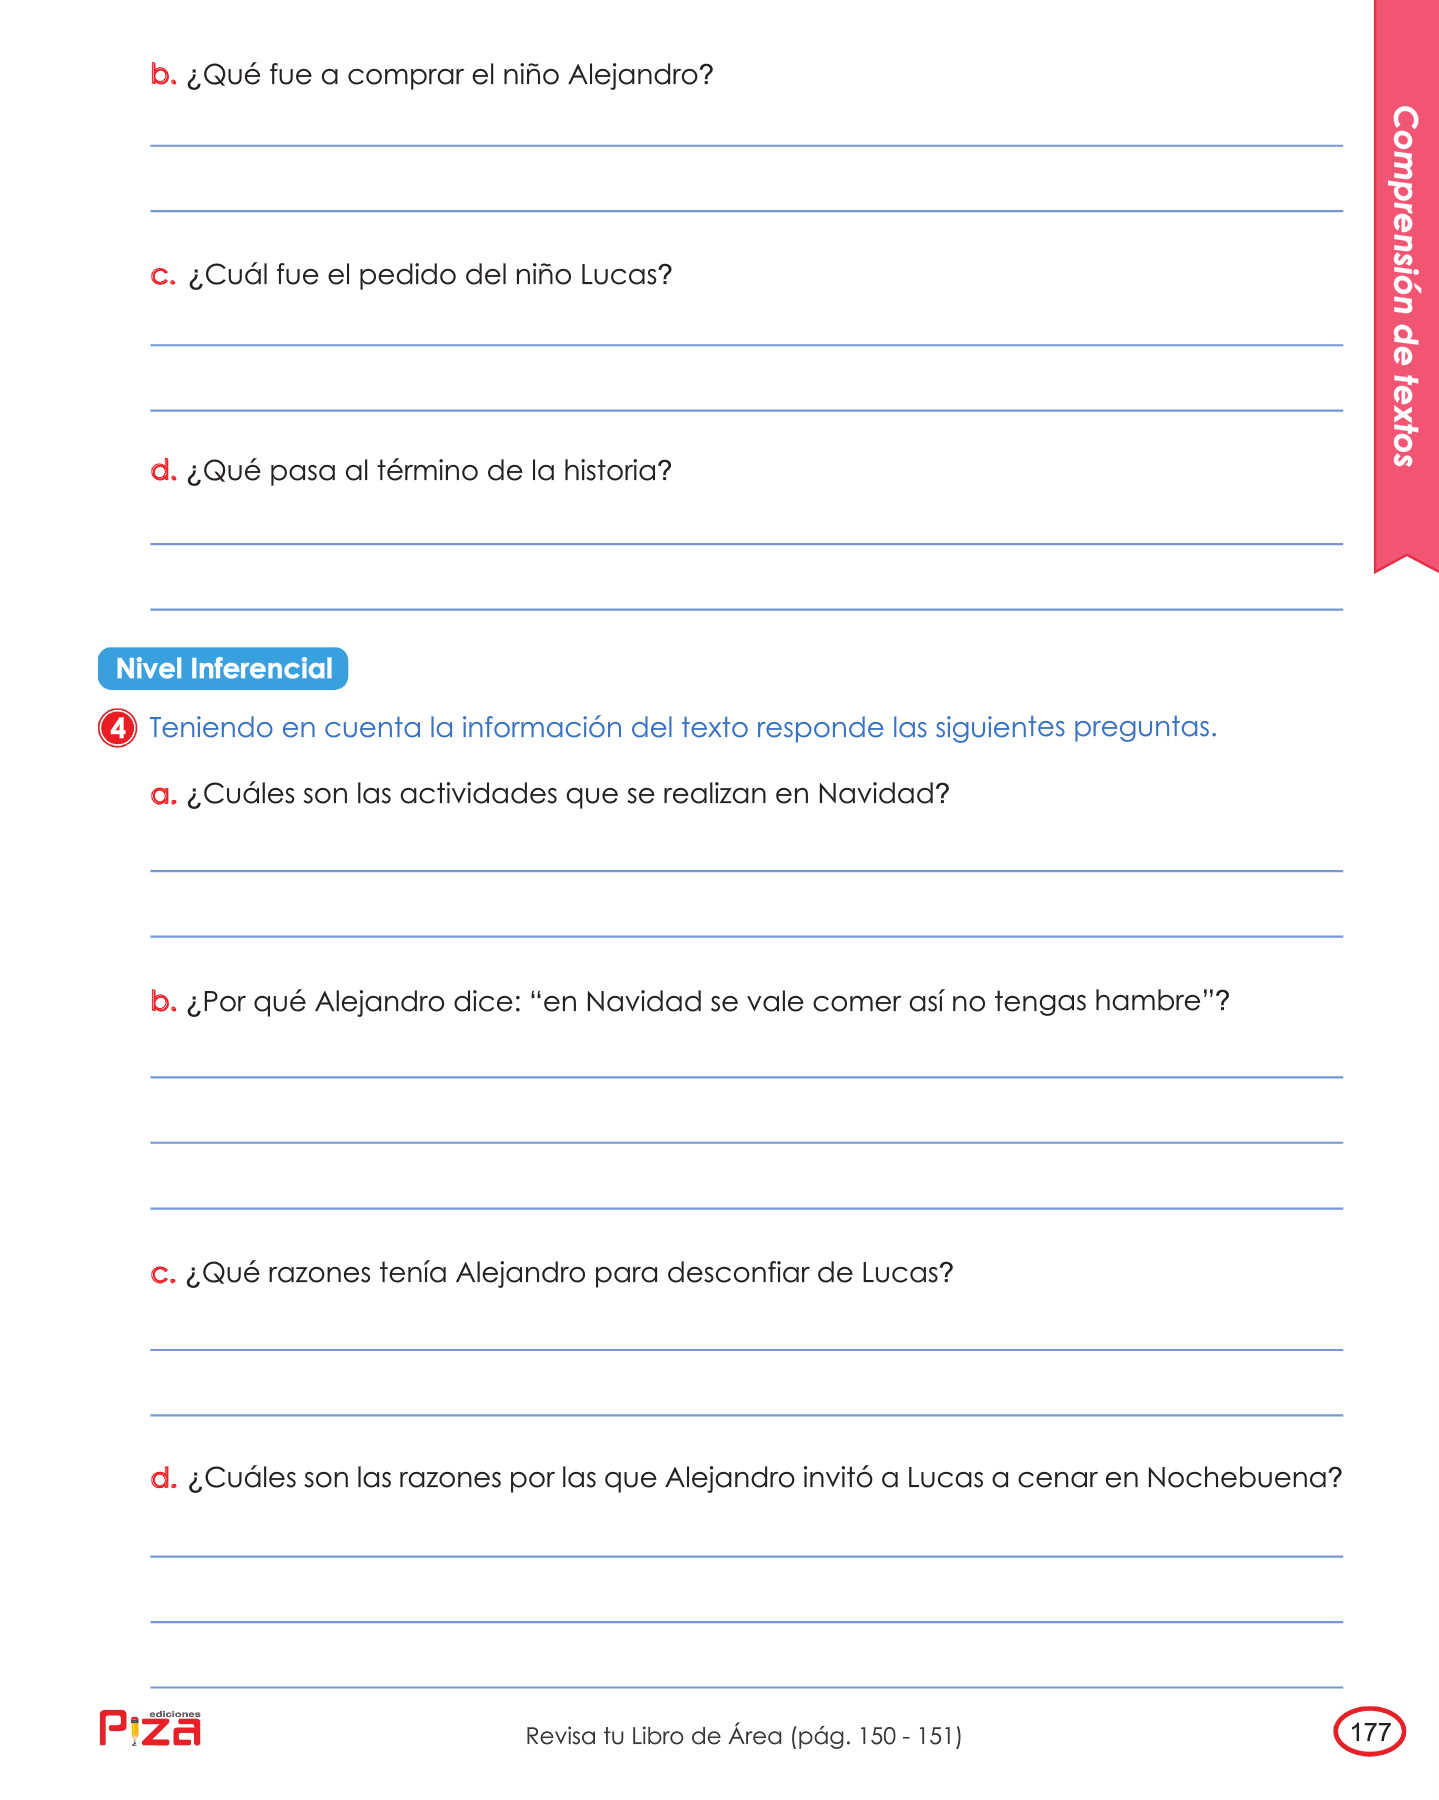 b. ¿Qué fue a comprar el niño Alejandro?
c. ¿Cuál fue el pedido del niño Lucas?
d. ¿Qué pasa al término de la historia?
Comprensión de textos
Nivel Inferencial
4 Teniendo en cuenta la información del texto responde las siguientes preguntas.
a. ¿Cuáles son las actividades que se realizan en Navidad?
b. ¿Por qué Alejandro dice: “en Navidad se vale comer así no tengas hambre”?
c. ¿Qué razones tenía Alejandro para desconfiar de Lucas?
d. ¿Cuáles son las razones por las que Alejandro invitó a Lucas a cenar en Nochebuena?
ediciones
Piza
Revisa tu Libro de Área (pág. 150 - 151)
177